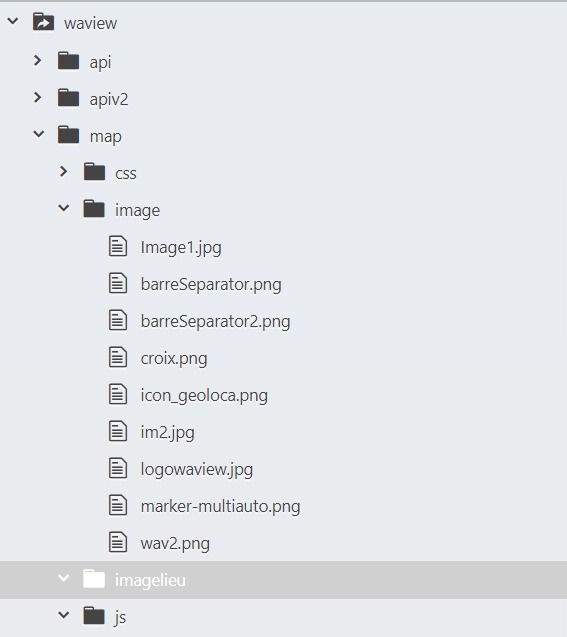 waview
api
apiv2
map
css
image
Image1.jpg
barreSeparator.png
barreSeparator2.png
croix.png
icon_geoloca.png
im2.jpg
logowaview.jpg
marker-multiauto.png
wav2.png
imagelieu
js